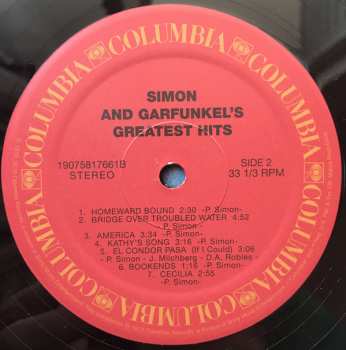 COLUMBIA COLUMBIA COLUMBIA COLUMBIA COLUMBIA COLUMBIA
SIMON
AND GARFUNKEL'S
GREATEST HITS
19075817661B
STEREO
SIDE 2
33 1/3 RPM
1. HOMEWARD BOUND 2:30 -P. Simon-
2. BRIDGE OVER TROUBLED WATER 4:52
-P. Simon-
3. AMERICA 3:34 -P. Simon-
4. KATHY'S SONG 3:16 -P. Simon-
5. EL CONDOR PASA (If I Could) 3:06
-P. Simon - J. Milchberg - D.A. Robles -
6. BOOKENDS 1:16 -P. Simon-
7. CECILIA 2:55
-P. Simon-